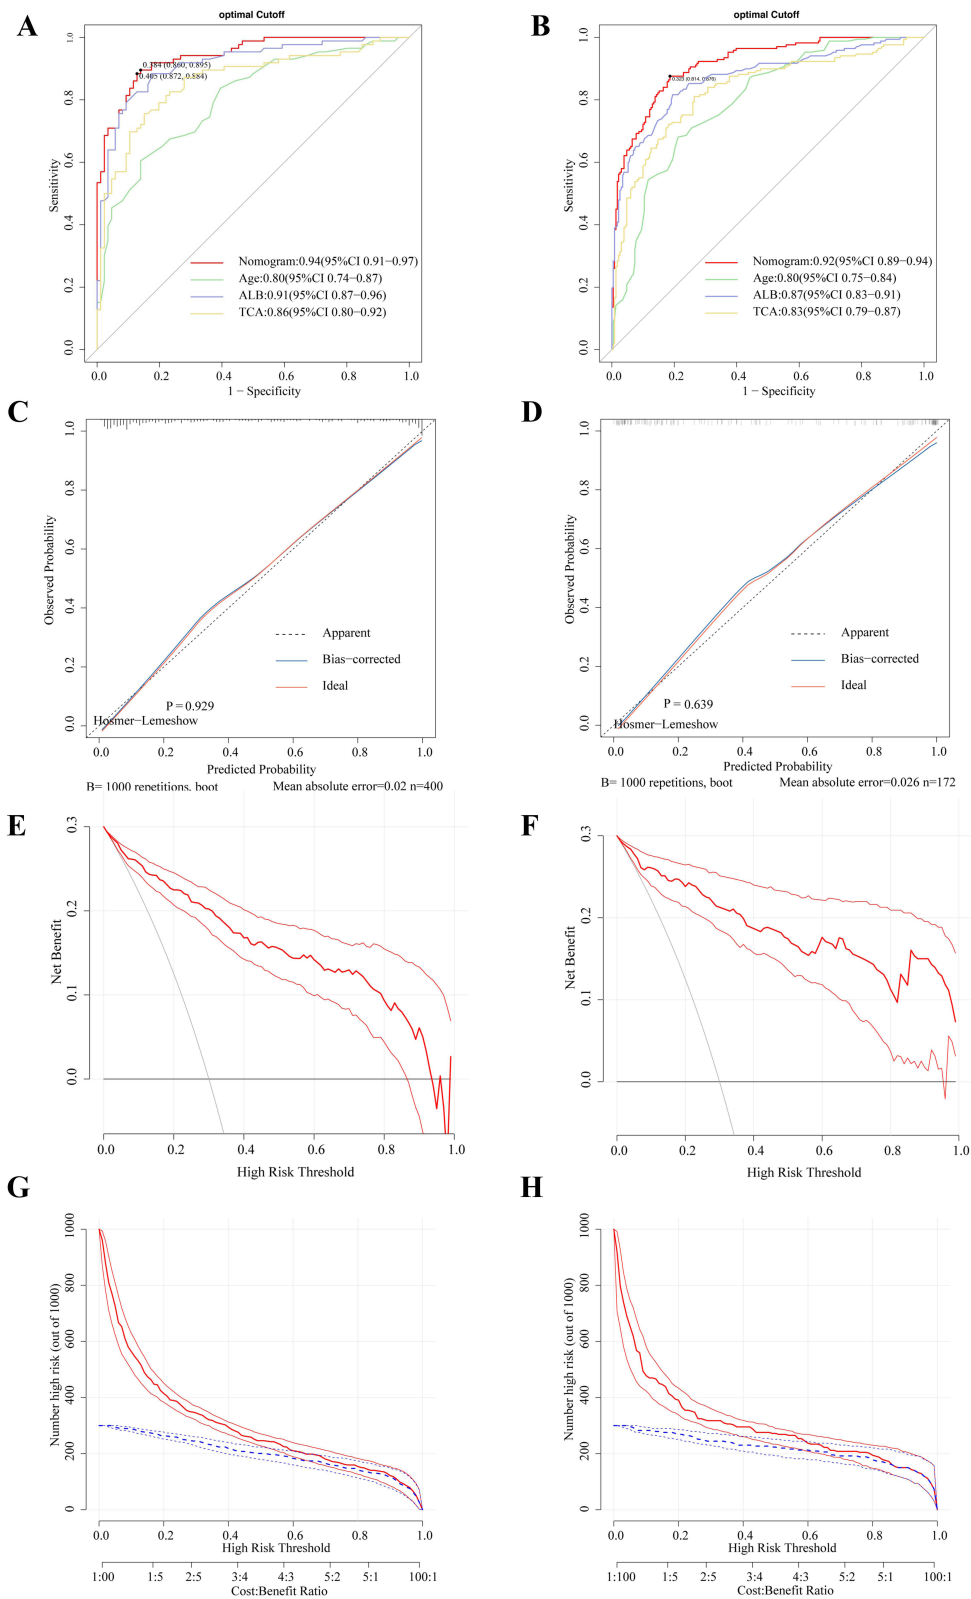 A
optimal Cutoff
0.384 (0.860, 0.895)
0.405 (0.872, 0.884)
Sensitivity
0.0
0.2
0.4
0.6
0.8
1.0
Nomogram:0.94(95%CI 0.91−0.97)
Age:0.80(95%CI 0.74−0.87)
ALB:0.91(95%CI 0.87−0.96)
TCA:0.86(95%CI 0.80−0.92)
0.0 0.2 0.4 0.6 0.8 1.0
1 − Specificity
B
optimal Cutoff
0.323 (0.814, 0.876)
Sensitivity
0.0
0.2
0.4
0.6
0.8
1.0
Nomogram:0.92(95%CI 0.89−0.94)
Age:0.80(95%CI 0.75−0.84)
ALB:0.87(95%CI 0.83−0.91)
TCA:0.83(95%CI 0.79−0.87)
0.0 0.2 0.4 0.6 0.8 1.0
1 − Specificity
C
Observed Probability
0.0
0.2
0.4
0.6
0.8
1.0
Apparent
Bias−corrected
Ideal
P = 0.929
Hosmer−Lemeshow
0.0 0.2 0.4 0.6 0.8 1.0
Predicted Probability
B= 1000 repetitions, boot Mean absolute error=0.02 n=400
D
Observed Probability
0.0
0.2
0.4
0.6
0.8
1.0
Apparent
Bias−corrected
Ideal
P = 0.639
Hosmer−Lemeshow
0.0 0.2 0.4 0.6 0.8 1.0
Predicted Probability
B= 1000 repetitions, boot Mean absolute error=0.026 n=172
E
Net Benefit
0.3
0.2
0.1
0.0
0.0 0.2 0.4 0.6 0.8 1.0
High Risk Threshold
F
Net Benefit
0.3
0.2
0.1
0.0
0.0 0.2 0.4 0.6 0.8 1.0
High Risk Threshold
G
Number high risk (out of 1000)
0
200
400
600
800
1000
0.0 0.2 0.4 0.6 0.8 1.0
High Risk Threshold
1:00 1:5 2:5 3:4 4:3 5:2 5:1 100:1
Cost:Benefit Ratio
H
Number high risk (out of 1000)
0
200
400
600
800
1000
0.0 0.2 0.4 0.6 0.8 1.0
High Risk Threshold
1:100 1:5 2:5 3:4 4:3 5:2 5:1 100:1
Cost:Benefit Ratio